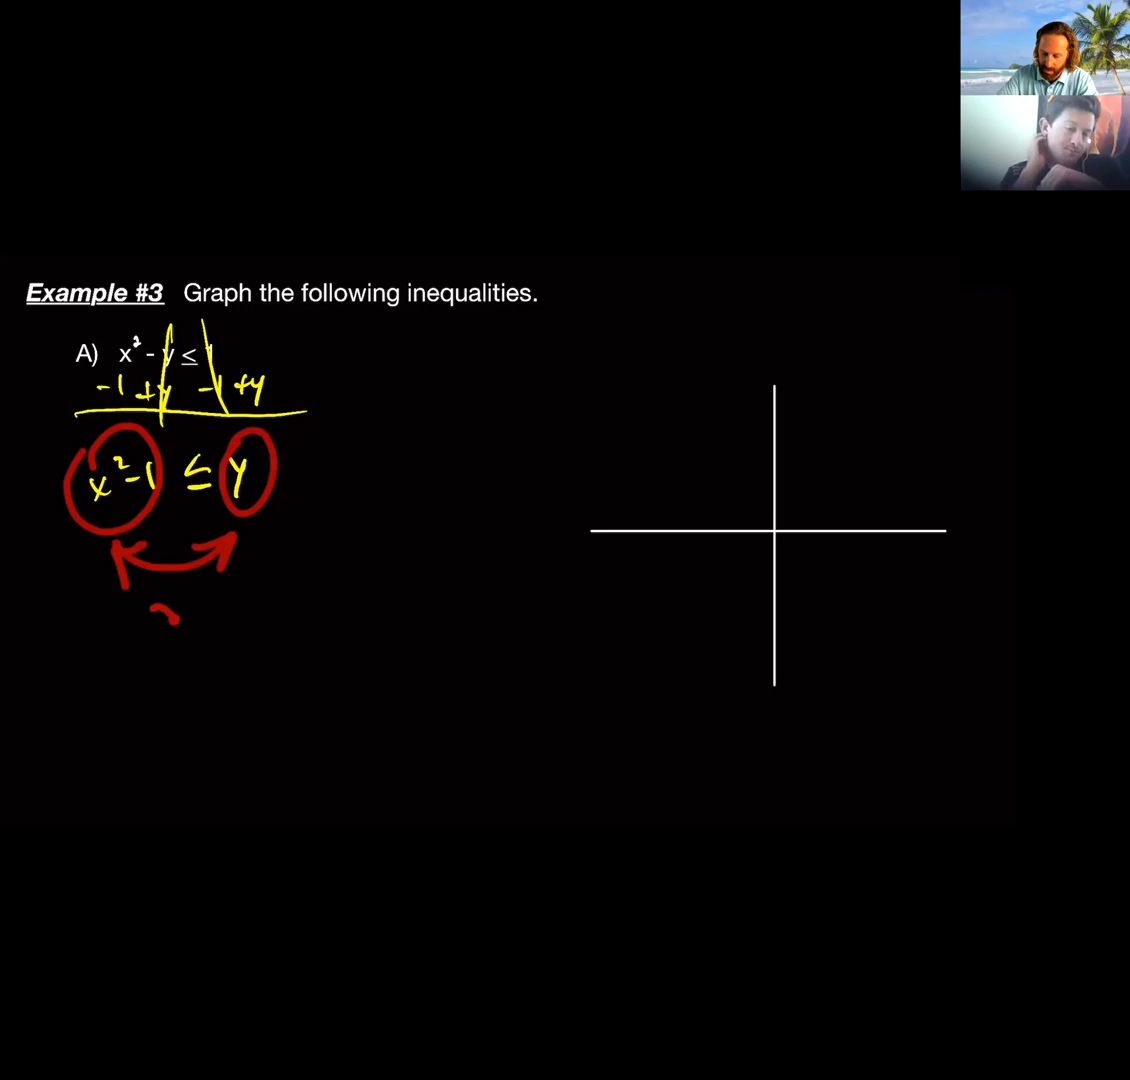 Example #3 Graph the following inequalities.
A) x² - y ≤ 1
-1 +y -1 +y
x² -1 ≤ y